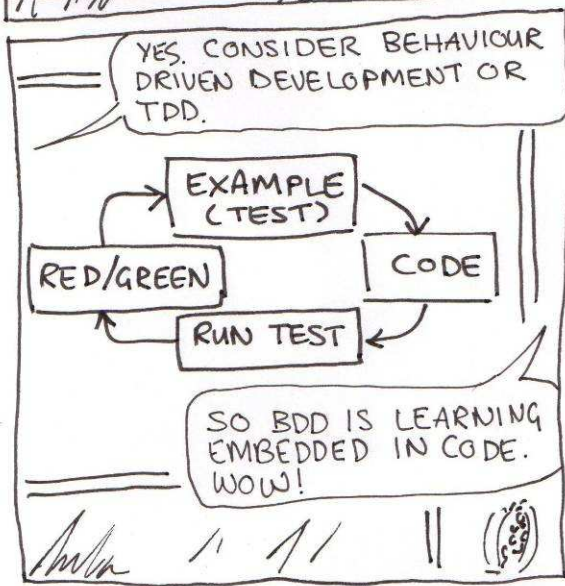 YES. CONSIDER BEHAVIOUR
DRIVEN DEVELOPMENT OR
TDD.
EXAMPLE
(TEST)
CODE
RUN TEST
RED/GREEN
SO BDD IS LEARNING
EMBEDDED IN CODE.
WOW!